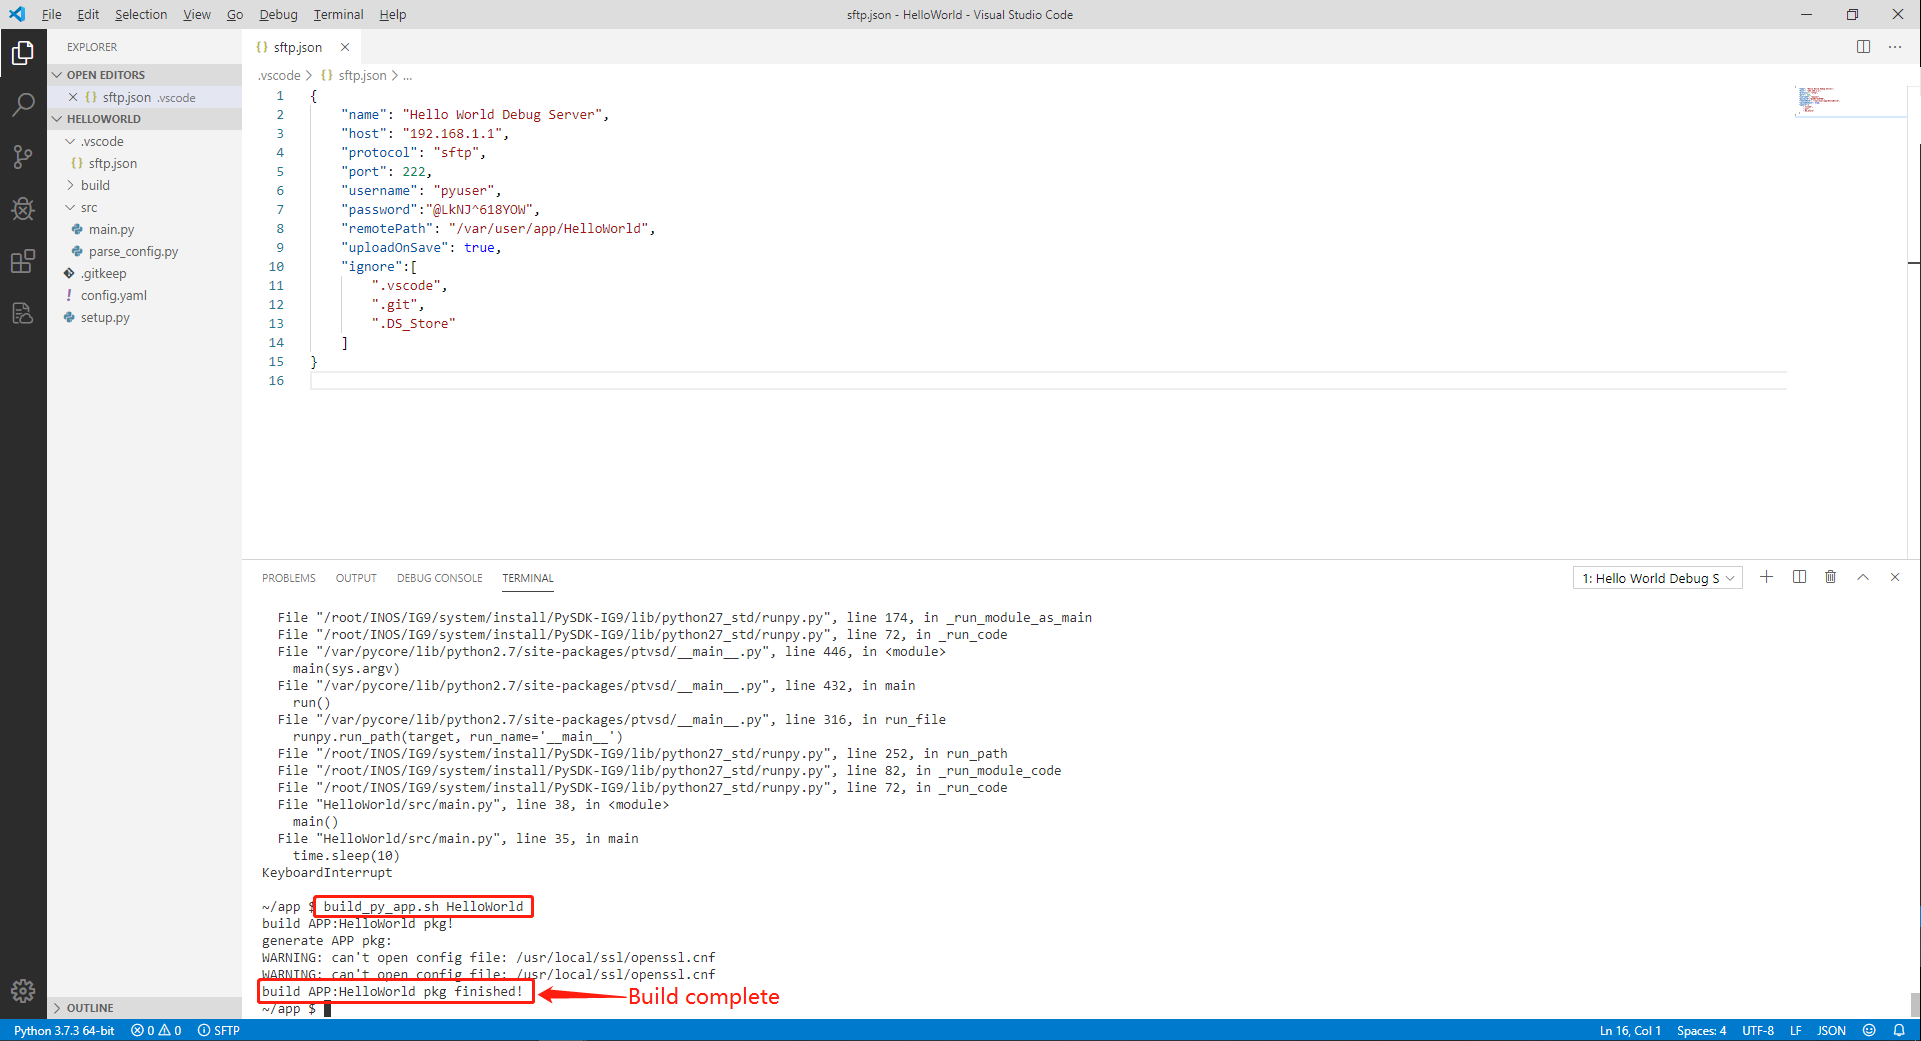 File Edit Selection View Go Debug Terminal Help
sftp.json - HelloWorld - Visual Studio Code
EXPLORER
OPEN EDITORS
{} sftp.json .vscode
HELLOWORLD
.vscode
{} sftp.json
build
src
main.py
parse_config.py
.gitkeep
! config.yaml
setup.py
OUTLINE
{} sftp.json
.vscode > {} sftp.json > ...
1 {
2 "name": "Hello World Debug Server",
3 "host": "192.168.1.1",
4 "protocol": "sftp",
5 "port": 222,
6 "username": "pyuser",
7 "password":"@LkNJ^618YOW",
8 "remotePath": "/var/user/app/HelloWorld",
9 "uploadOnSave": true,
10 "ignore":[
11 ".vscode",
12 ".git",
13 ".DS_Store"
14 ]
15 }
16
PROBLEMS OUTPUT DEBUG CONSOLE TERMINAL
1: Hello World Debug S
File "/root/INOS/IG9/system/install/PySDK-IG9/lib/python27_std/runpy.py", line 174, in _run_module_as_main
File "/root/INOS/IG9/system/install/PySDK-IG9/lib/python27_std/runpy.py", line 72, in _run_code
File "/var/pycore/lib/python2.7/site-packages/ptvsd/__main__.py", line 446, in <module>
main(sys.argv)
File "/var/pycore/lib/python2.7/site-packages/ptvsd/__main__.py", line 432, in main
run()
File "/var/pycore/lib/python2.7/site-packages/ptvsd/__main__.py", line 316, in run_file
runpy.run_path(target, run_name='__main__')
File "/root/INOS/IG9/system/install/PySDK-IG9/lib/python27_std/runpy.py", line 252, in run_path
File "/root/INOS/IG9/system/install/PySDK-IG9/lib/python27_std/runpy.py", line 82, in _run_module_code
File "/root/INOS/IG9/system/install/PySDK-IG9/lib/python27_std/runpy.py", line 72, in _run_code
File "HelloWorld/src/main.py", line 38, in <module>
main()
File "HelloWorld/src/main.py", line 35, in main
time.sleep(10)
KeyboardInterrupt
~/app $ build_py_app.sh HelloWorld
build APP:HelloWorld pkg!
generate APP pkg:
WARNING: can't open config file: /usr/local/ssl/openssl.cnf
WARNING: can't open config file: /usr/local/ssl/openssl.cnf
build APP:HelloWorld pkg finished!
Build complete
~/app $
Python 3.7.3 64-bit 0 0 SFTP
Ln 16, Col 1 Spaces: 4 UTF-8 LF JSON